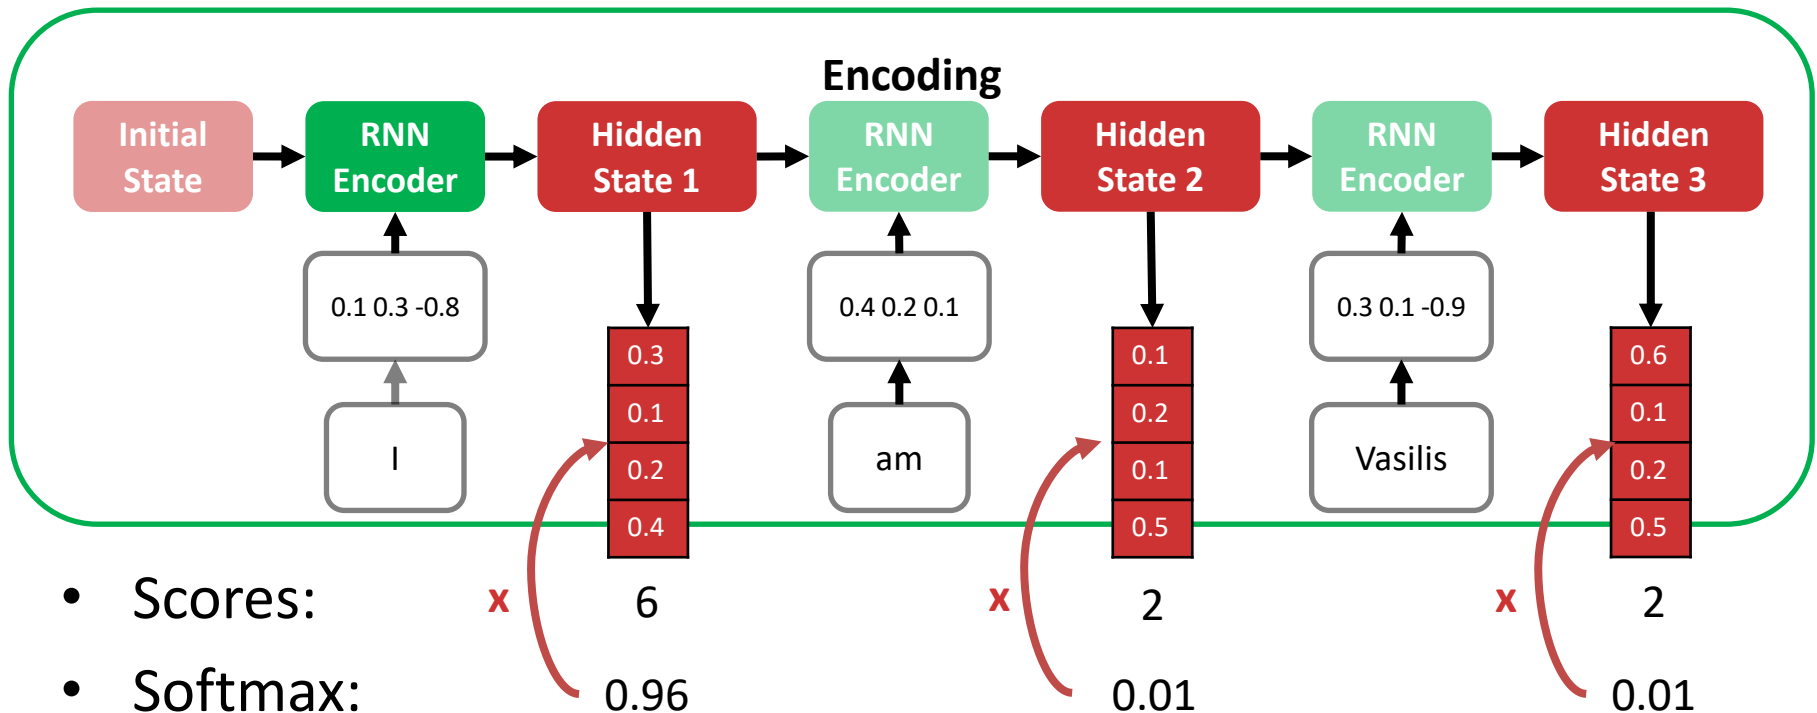 Encoding
Initial State
RNN Encoder
Hidden State 1
RNN Encoder
Hidden State 2
RNN Encoder
Hidden State 3
0.1 0.3 -0.8
0.4 0.2 0.1
0.3 0.1 -0.9
I
am
Vasilis
0.3
0.1
0.2
0.4
0.1
0.2
0.1
0.5
0.6
0.1
0.2
0.5
• Scores:
x
6
x
2
x
2
• Softmax:
0.96
0.01
0.01